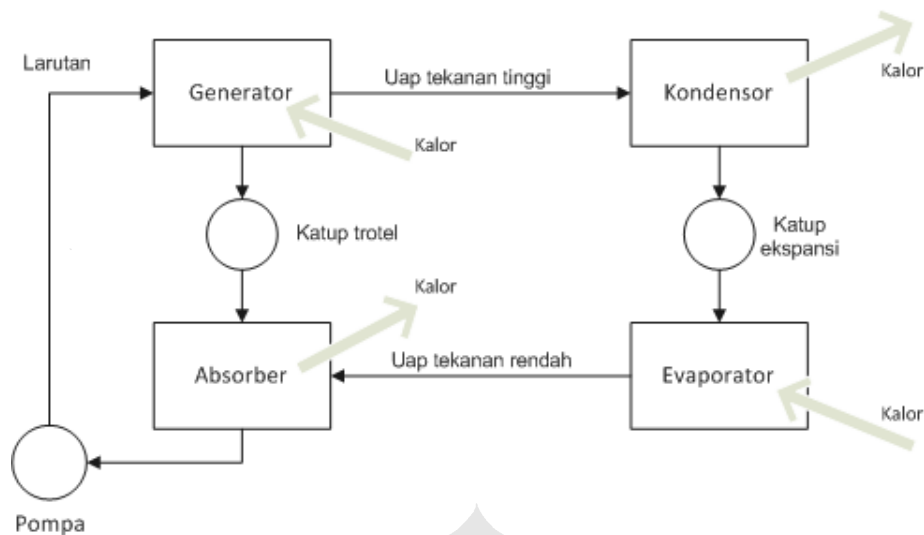 Larutan
Generator
Uap tekanan tinggi
Kondensor
Kalor
Kalor
Katup trotel
Katup
ekspansi
Kalor
Absorber
Uap tekanan rendah
Evaporator
Kalor
Pompa